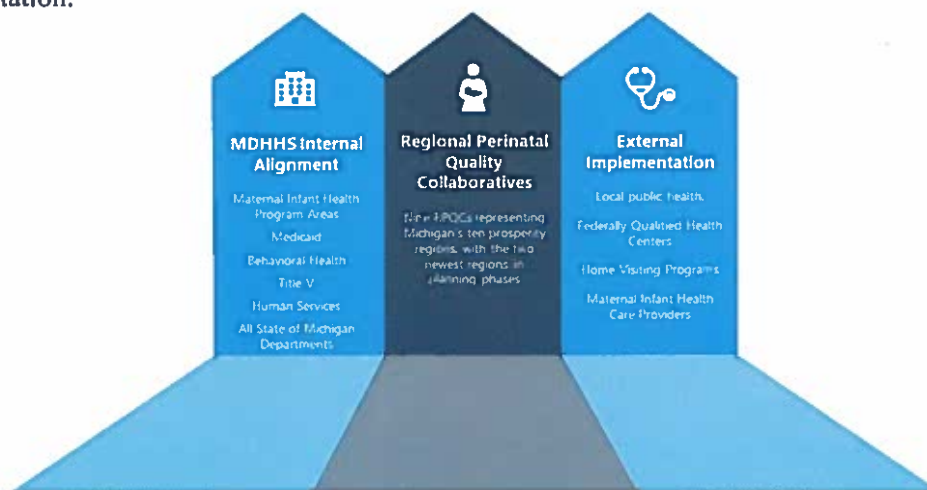 MDHHS Internal
Alignment
Maternal Infant Health
Program Areas
Medicaid
Behavioral Health
Title V
Human Services
All State of Michigan
Departments
Regional Perinatal
Quality
Collaboratives
Nine RPQCs representing
Michigan's ten prosperity
regions, with the two
newest regions in
planning phases
External
Implementation
Local public health,
Federally Qualified Health
Centers
Home Visiting Programs
Maternal Infant Health
Care Providers